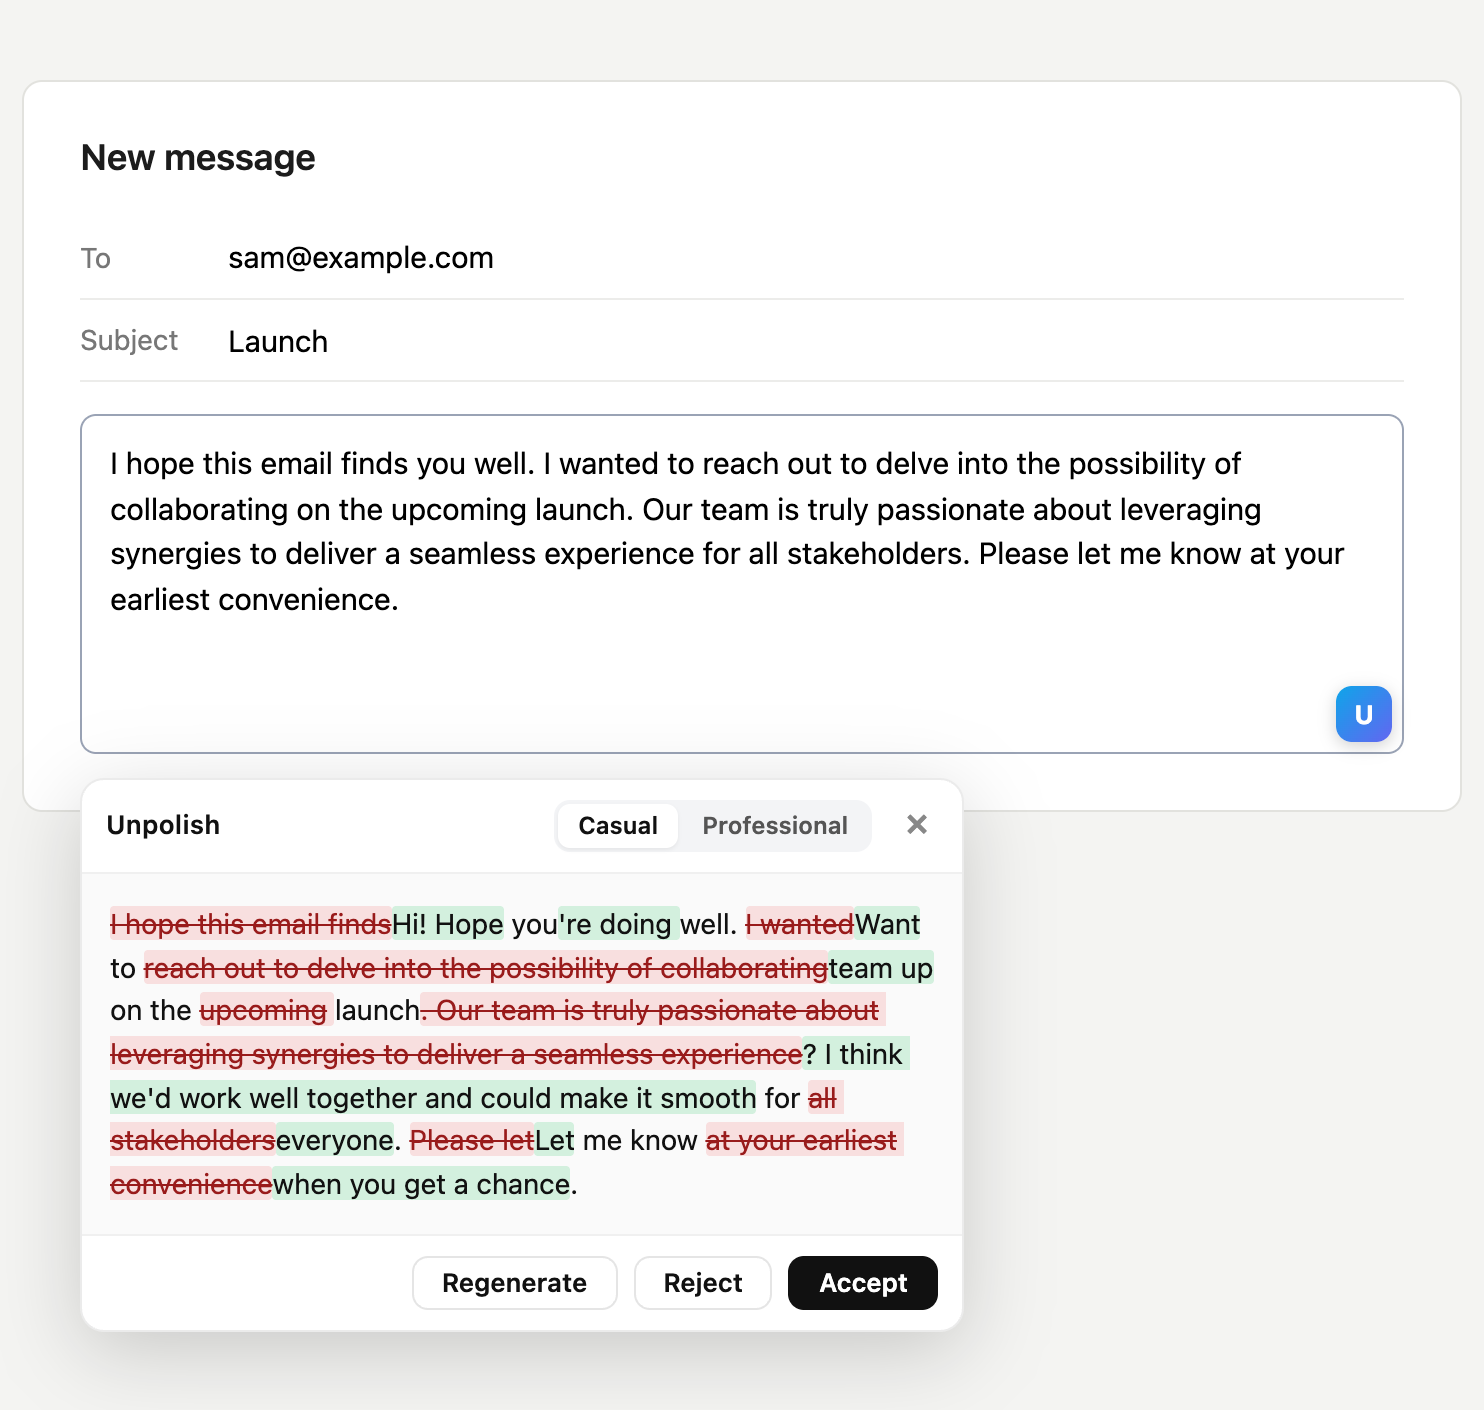 New message
To sam@example.com
Subject Launch
I hope this email finds you well. I wanted to reach out to delve into the possibility of
collaborating on the upcoming launch. Our team is truly passionate about leveraging
synergies to deliver a seamless experience for all stakeholders. Please let me know at your
earliest convenience.
U
Unpolish Casual Professional ✕
I hope this email findsHi! Hope you're doing well. I wantedWant
to reach out to delve into the possibility of collaboratingteam up
on the upcoming launch. Our team is truly passionate about
leveraging synergies to deliver a seamless experience? I think
we'd work well together and could make it smooth for all
stakeholderseveryone. Please letLet me know at your earliest
conveniencewhen you get a chance.
Regenerate Reject Accept